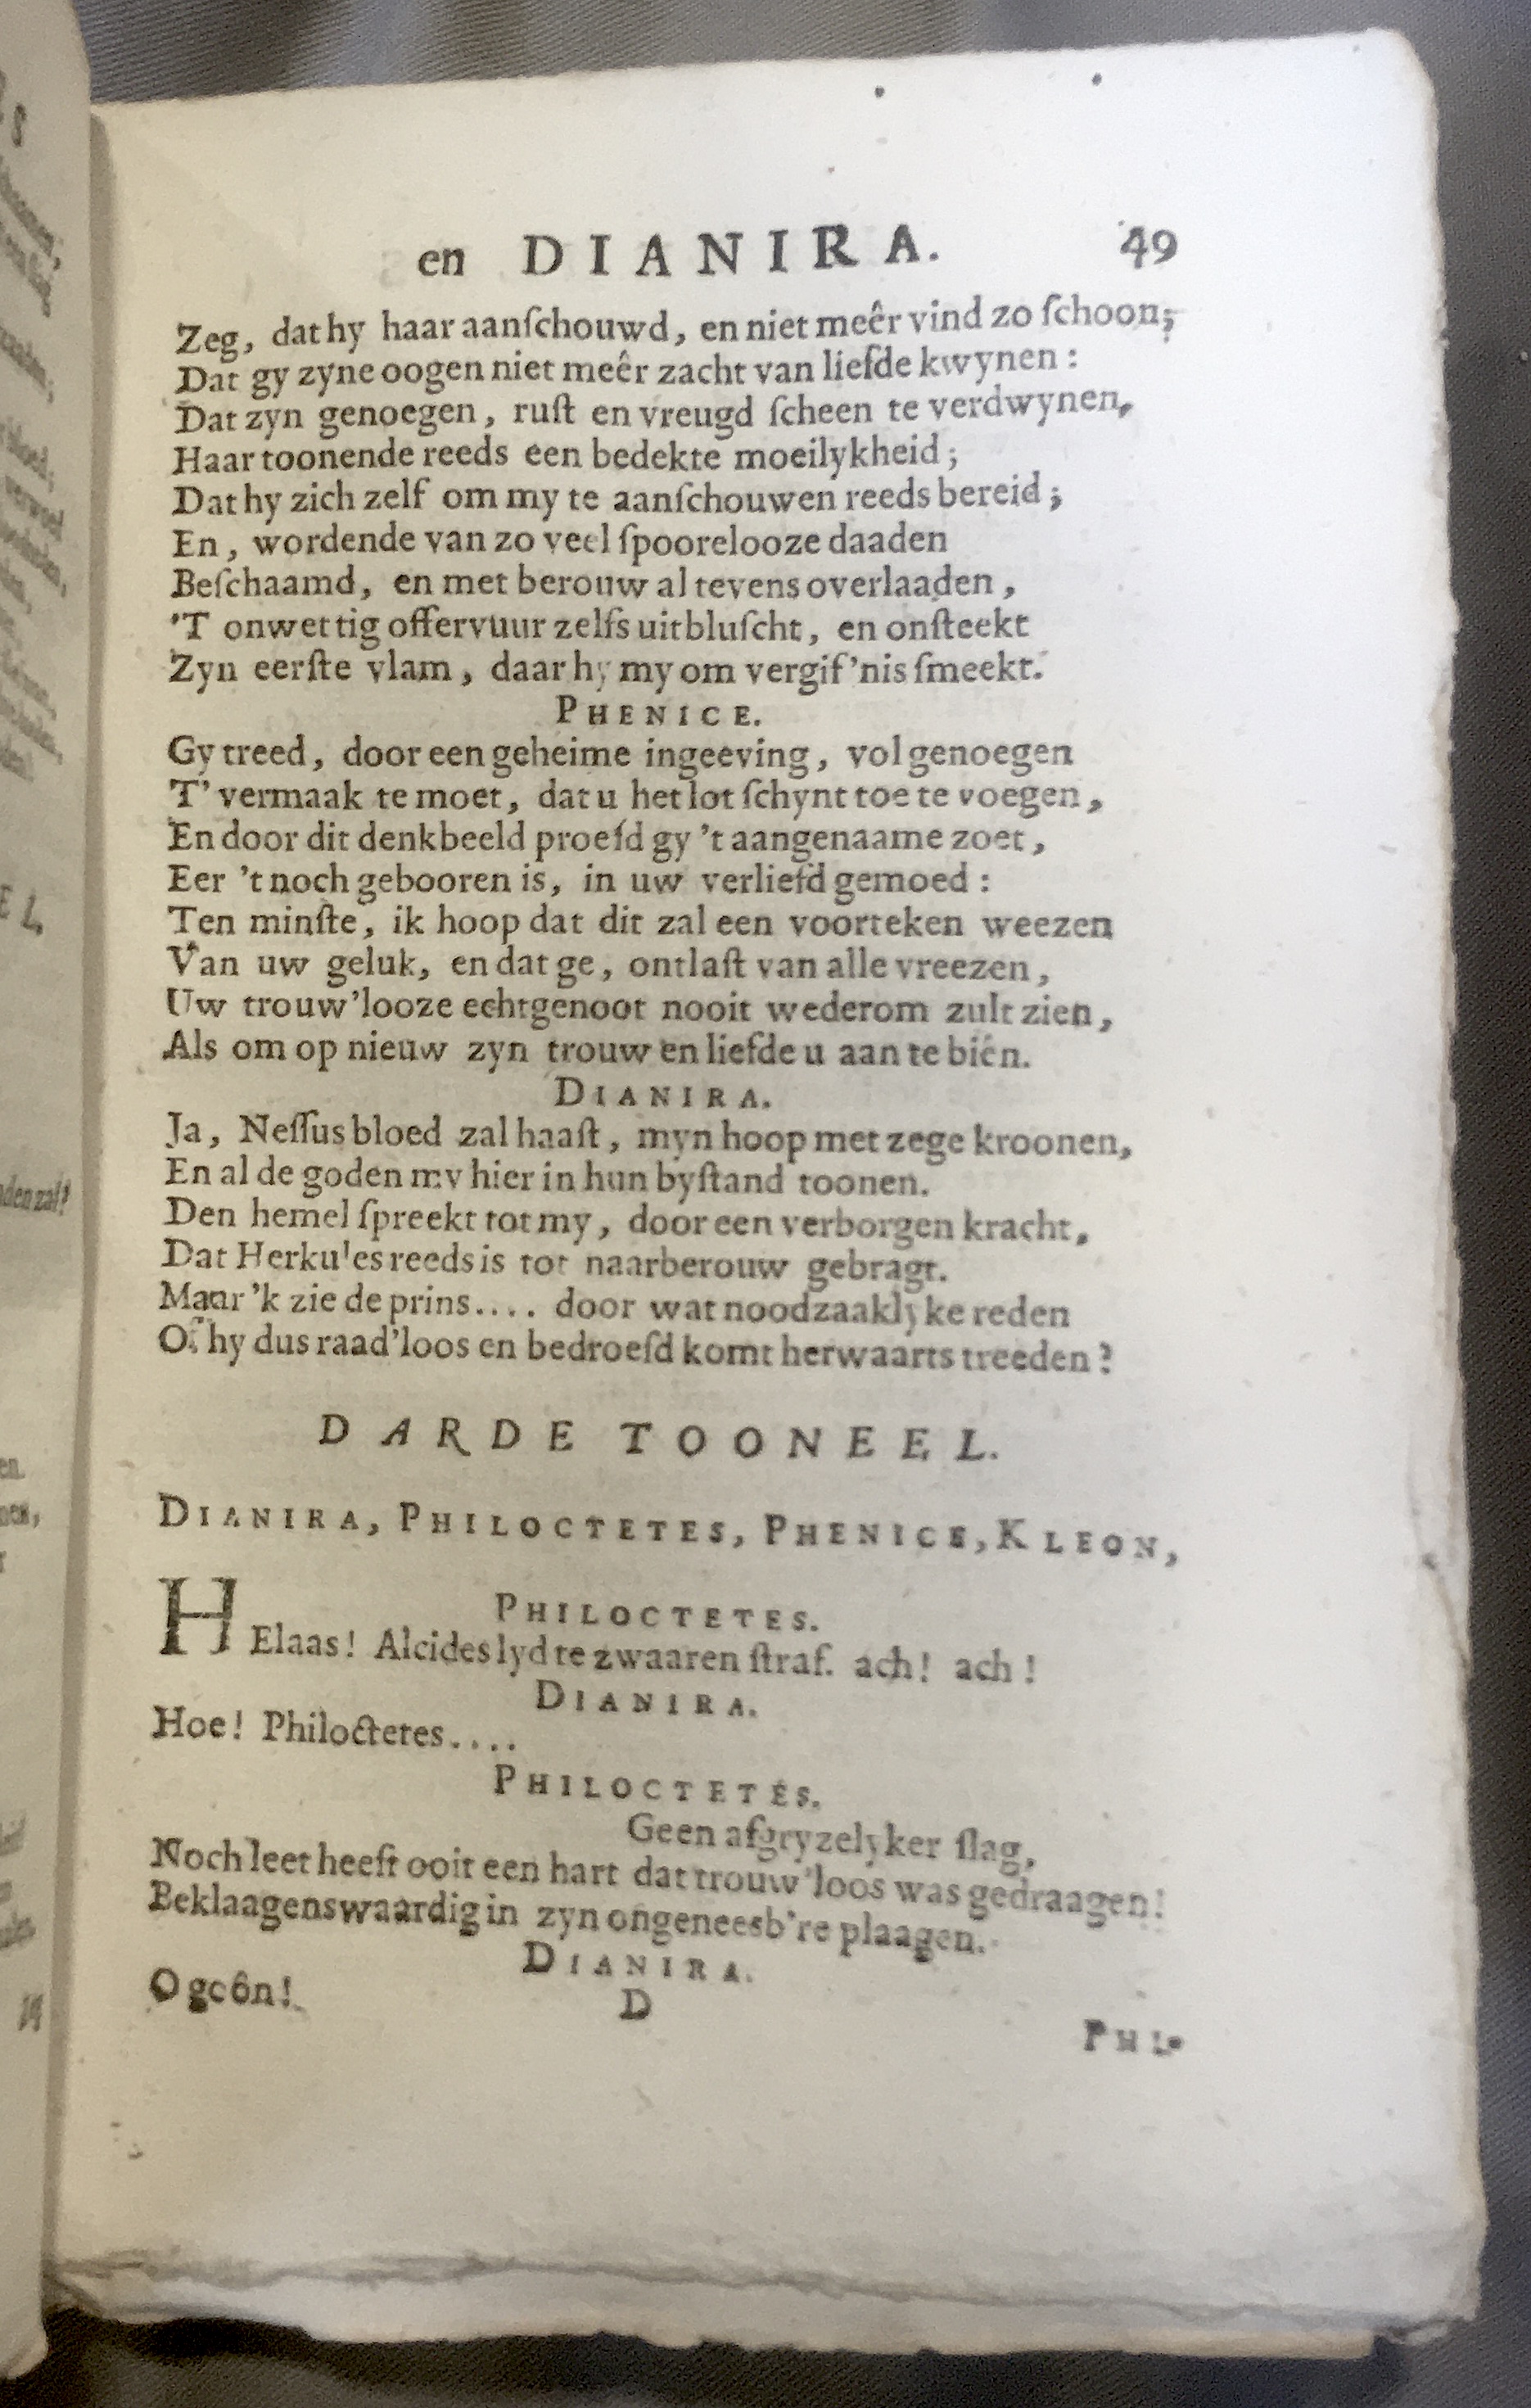 en DIANIRA. 49
Zeg, dat hy haar aanſchouwd, en niet meêr vind zo ſchoon;
Dat gy zyne oogen niet meêr zacht van liefde kwynen:
Dat zyn genoegen, ruſt en vreugd ſcheen te verdwynen,
Haar toonende reeds een bedekte moeilykheid;
Dat hy zich zelf om my te aanſchouwen reeds bereid;
En, wordende van zo veel ſpoorelooze daaden
Beſchaamd, en met berouw al tevens overlaaden,
'T onwettig offervuur zelfs uitbluſcht, en onſteekt
Zyn eerſte vlam, daar hy my om vergif'nis ſmeekt.
PHENICE.
Gy treed, door een geheime ingeeving, vol genoegen
T' vermaak te moet, dat u het lot ſchynt toe te voegen,
En door dit denkbeeld proefd gy 't aangenaame zoet,
Eer 't noch gebooren is, in uw verliefd gemoed:
Ten minſte, ik hoop dat dit zal een voorteken weezen
Van uw geluk, en dat ge, ontlaſt van alle vreezen,
Uw trouw'looze echtgenoot nooit wederom zult zien,
Als om op nieuw zyn trouw en liefde u aan te biên.
DIANIRA.
Ja, Neſſus bloed zal haaſt, myn hoop met zege kroonen,
En al de goden my hier in hun byſtand toonen.
Den hemel ſpreekt tot my, door een verborgen kracht,
Dat Herkules reeds is tot naarberouw gebragt.
Maar 'k zie de prins.... door wat noodzaaklyke reden
Of hy dus raad'loos en bedroefd komt herwaarts treeden?
DARDE TOONEEL.
DIANIRA, PHILOCTETES, PHENICE, KLEON,
PHILOCTETES.
HElaas! Alcides lyd te zwaaren ſtraf. ach! ach!
DIANIRA.
Hoe! Philoctetes....
PHILOCTETES.
Geen afgryzelyker ſlag,
Noch leet heeft ooit een hart dat trouw'loos was gedraagen!
Beklaagenswaardig in zyn ongeneesb're plaagen.
DIANIRA.
O goôn!
D
PHI-